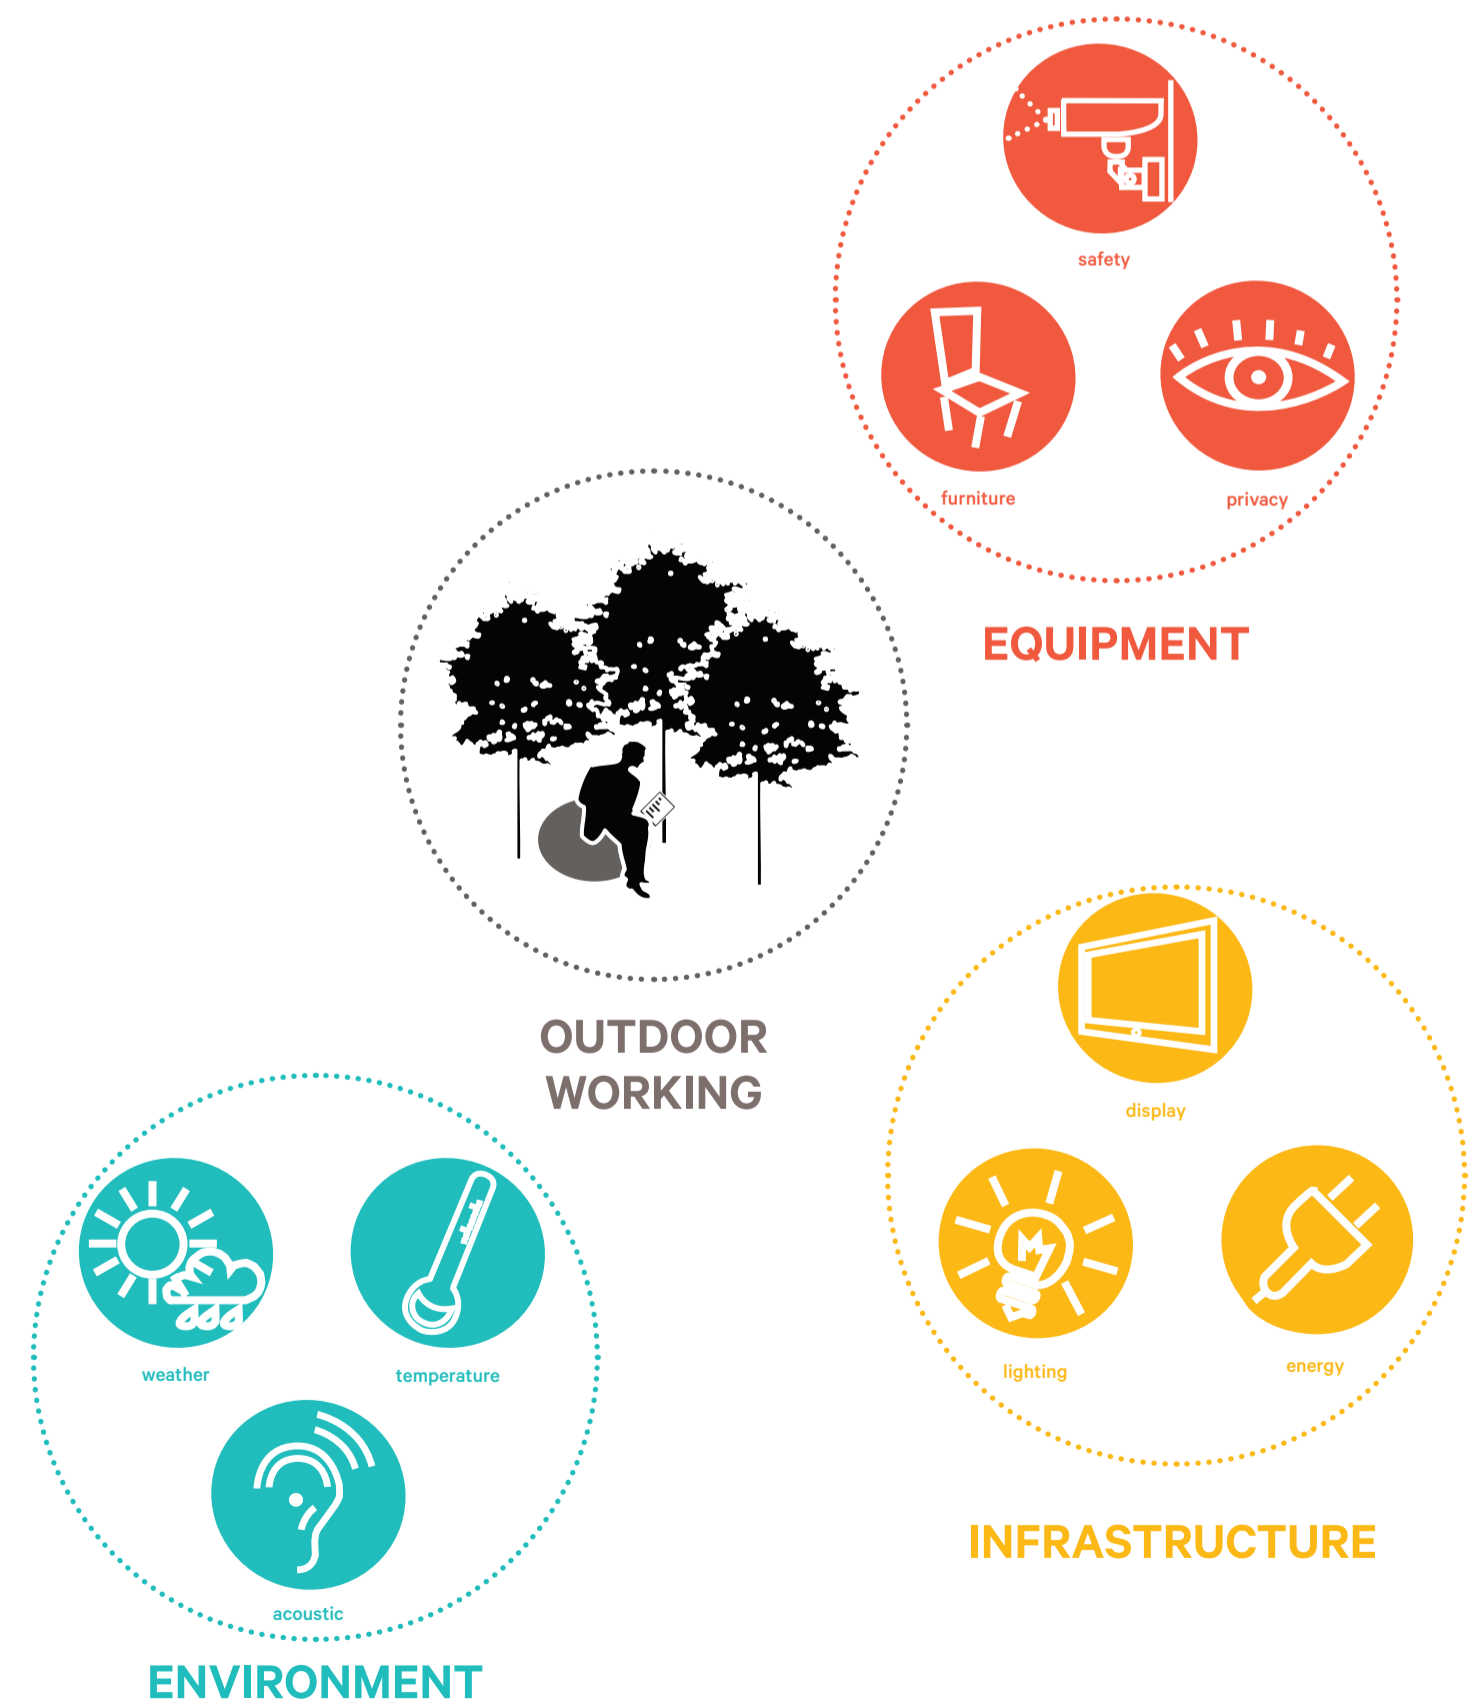 safety
furniture
privacy
EQUIPMENT
OUTDOOR
WORKING
display
lighting
energy
INFRASTRUCTURE
weather
temperature
acoustic
ENVIRONMENT